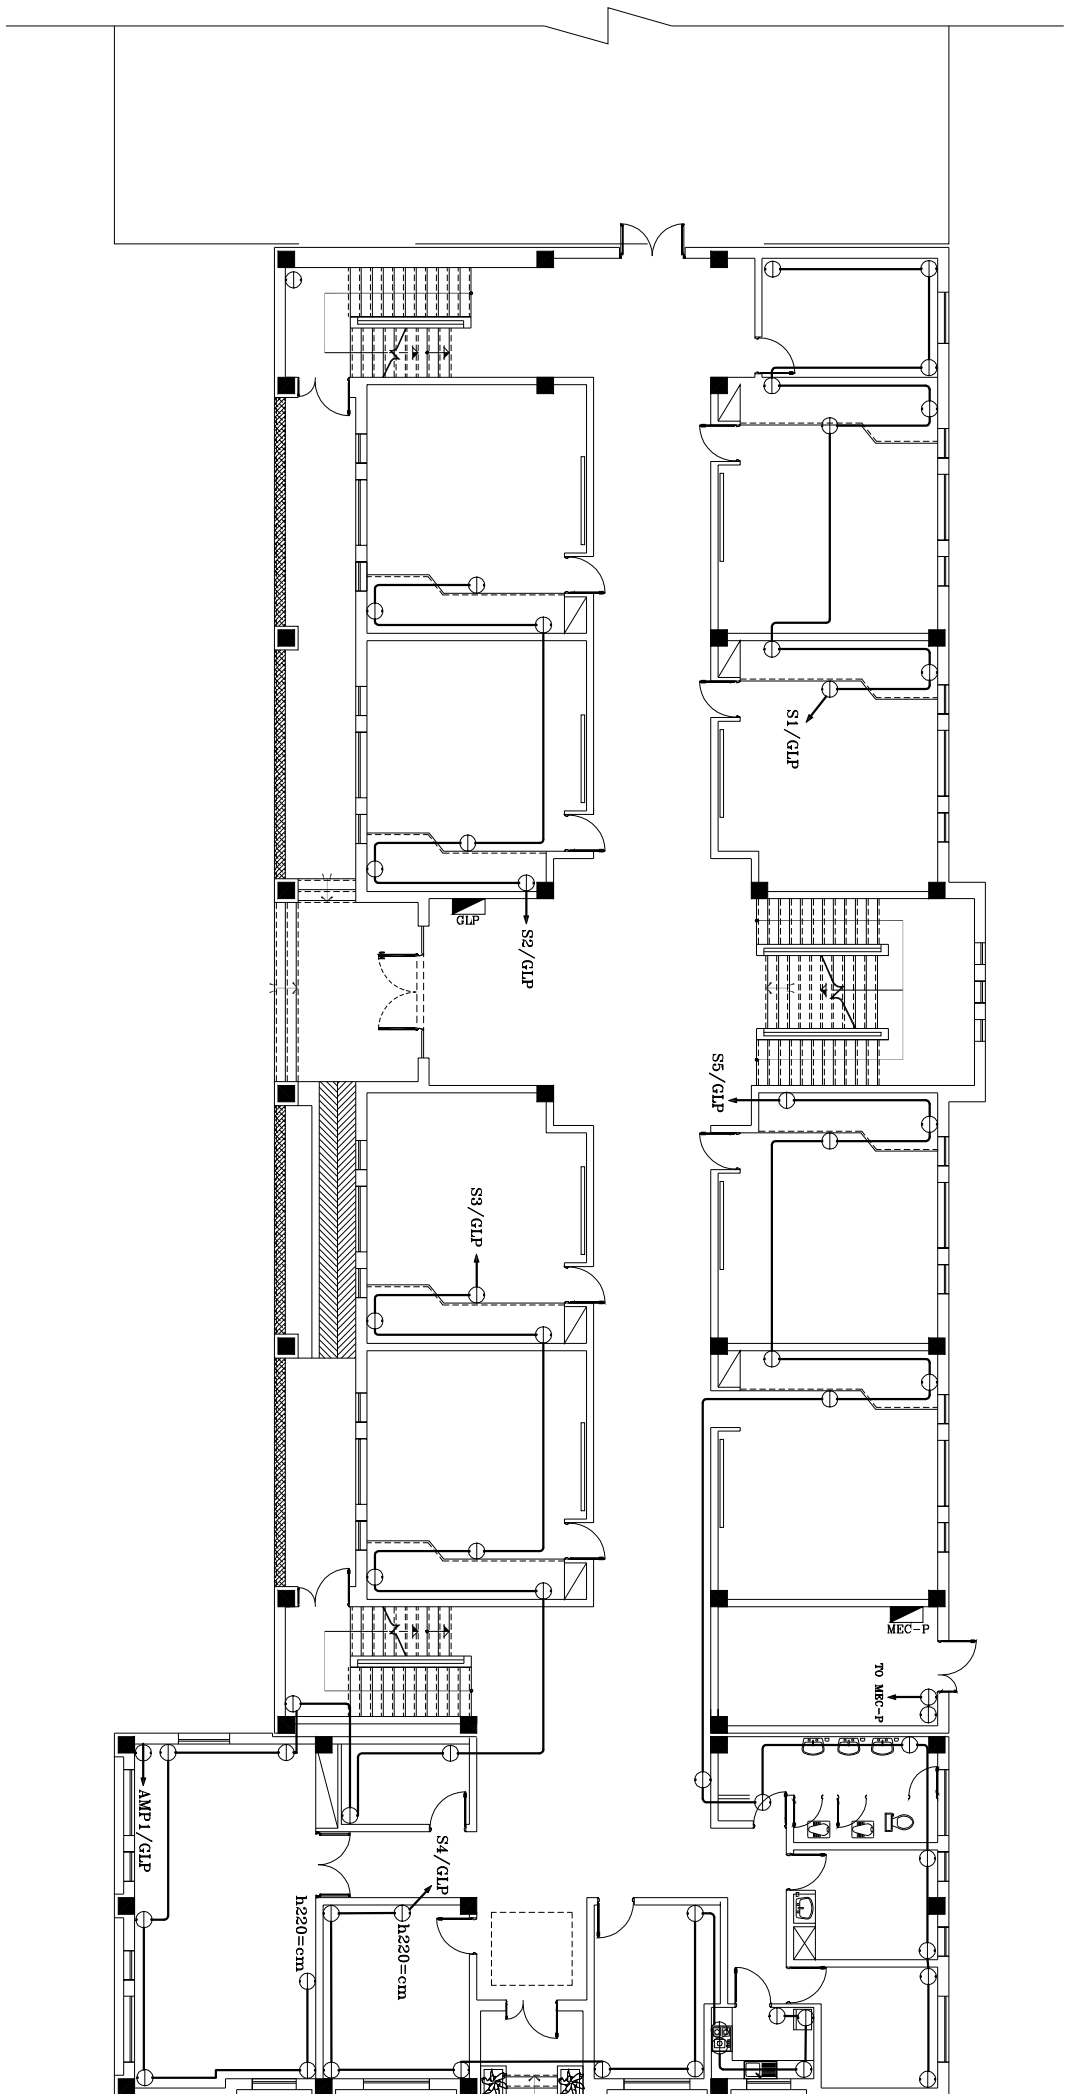 S1/GLP
GLP
S2/GLP
S5/GLP
S3/GLP
MEC-P
TO MEC-P
AMP1/GLP
S4/GLP
h220=cm
h220=cm